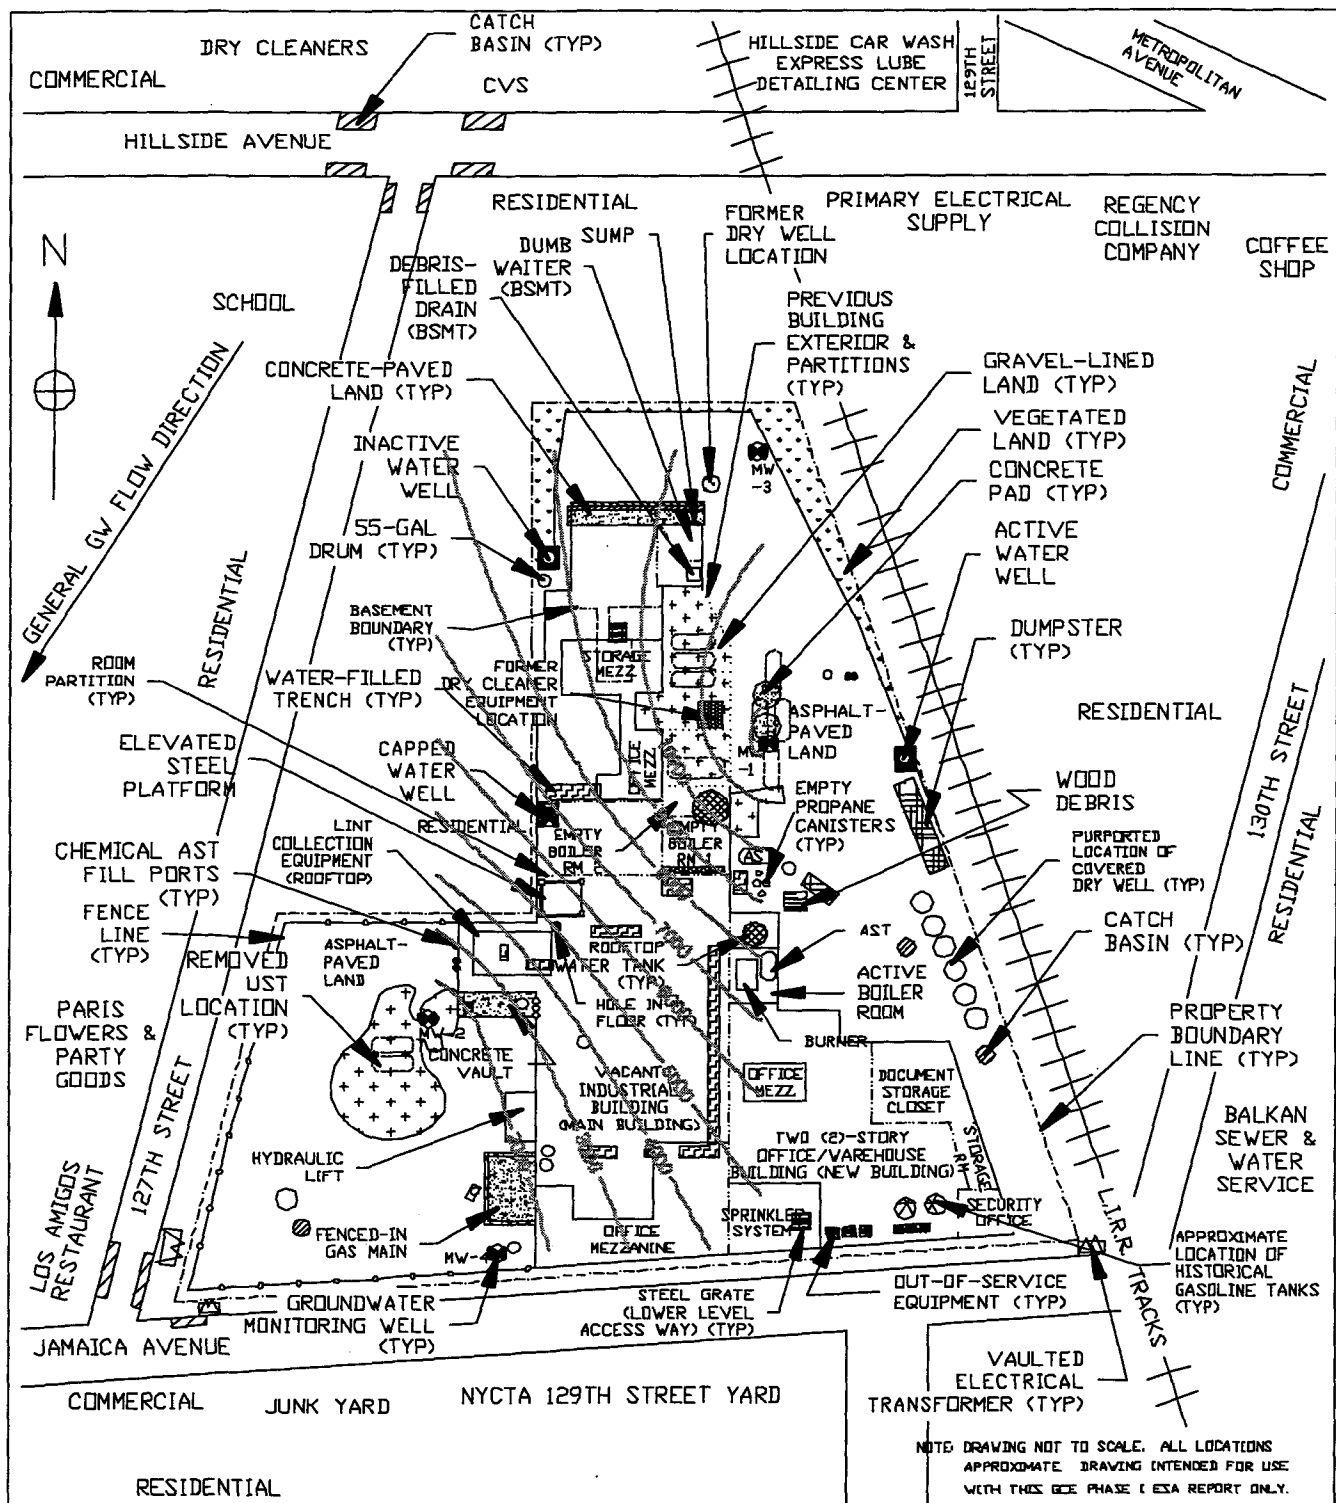 DRY CLEANERS
CATCH
BASIN (TYP)
COMMERCIAL
CVS
HILLSIDE CAR WASH
EXPRESS LUBE
DETAILING CENTER
129TH
STREET
METROPOLITAN
AVENUE
HILLSIDE AVENUE
RESIDENTIAL
FORMER
DRY WELL
LOCATION
PRIMARY ELECTRICAL
SUPPLY
REGENCY
COLLISION
COMPANY
COFFEE
SHOP
N
SCHOOL
DEBRIS-
FILLED
DRAIN
(BSMT)
DUMB
WAITER
(BSMT)
SUMP
PREVIOUS
BUILDING
EXTERIOR &
PARTITIONS
(TYP)
GRAVEL-LINED
LAND (TYP)
VEGETATED
LAND (TYP)
CONCRETE
PAD (TYP)
COMMERCIAL
GENERAL GW FLOW DIRECTION
CONCRETE-PAVED
LAND (TYP)
INACTIVE
WATER
WELL
55-GAL
DRUM (TYP)
MW
-3
ACTIVE
WATER
WELL
RESIDENTIAL
BASEMENT
BOUNDARY
(TYP)
STORAGE
MEZZ
DUMPSTER
(TYP)
ROOM
PARTITION
(TYP)
WATER-FILLED
TRENCH (TYP)
FORMER
DRY CLEANER
EQUIPMENT
LOCATION
ASPHALT-
PAVED
LAND
RESIDENTIAL
130TH STREET
ELEVATED
STEEL
PLATFORM
CAPPED
WATER
WELL
OFFICE
MEZZ
MW
-1
EMPTY
PROPANE
CANISTERS
(TYP)
WOOD
DEBRIS
LINT
COLLECTION
EQUIPMENT
(ROOFTOP)
RESIDENTIAL
EMPTY
BOILER
RM
EMPTY
BOILER
RM
PURPORTED
LOCATION OF
COVERED
DRY WELL (TYP)
RESIDENTIAL
CHEMICAL AST
FILL PORTS
(TYP)
FENCE
LINE
(TYP)
REMOVED
UST
LOCATION
(TYP)
ASPHALT-
PAVED
LAND
ROOFTOP
WATER TANK
(TYP)
AST
ACTIVE
BOILER
ROOM
CATCH
BASIN (TYP)
HOLE IN
FLOOR (TYP)
BURNER
PROPERTY
BOUNDARY
LINE (TYP)
PARIS
FLOWERS &
PARTY
GOODS
MW-2
CONCRETE
VAULT
VACANT
INDUSTRIAL
BUILDING
(MAIN BUILDING)
OFFICE
MEZZ
DOCUMENT
STORAGE
CLOSET
127TH STREET
HYDRAULIC
LIFT
TWO (2)-STORY
OFFICE/WAREHOUSE
BUILDING (NEW BUILDING)
STORAGE
RM
BALKAN
SEWER &
WATER
SERVICE
LOS AMIGOS
RESTAURANT
FENCED-IN
GAS MAIN
OFFICE
MEZZANINE
SPRINKLER
SYSTEM
SECURITY
OFFICE
L.I.R.R. TRACKS
APPROXIMATE
LOCATION OF
HISTORICAL
GASOLINE TANKS
(TYP)
MW-4
GROUNDWATER
MONITORING WELL
(TYP)
STEEL GRATE
(LOWER LEVEL
ACCESS WAY) (TYP)
OUT-OF-SERVICE
EQUIPMENT (TYP)
JAMAICA AVENUE
VAULTED
ELECTRICAL
TRANSFORMER (TYP)
COMMERCIAL
JUNK YARD
NYCTA 129TH STREET YARD
RESIDENTIAL
NOTE: DRAWING NOT TO SCALE. ALL LOCATIONS
APPROXIMATE DRAWING INTENDED FOR USE
WITH THIS GCE PHASE I ESA REPORT ONLY.